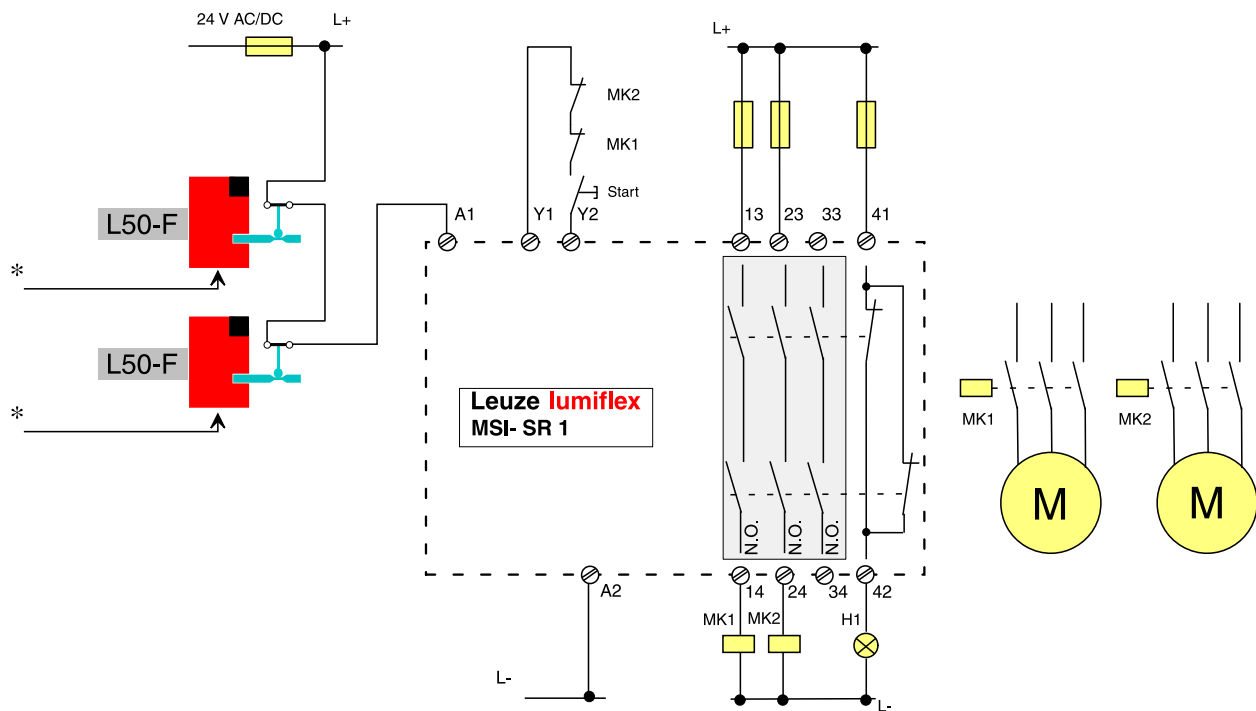 24 V AC/DC
L+
L+
MK2
MK1
Start
L50-F
A1
Y1
Y2
13
23
33
41
*
L50-F
*
Leuze lumiflex
MSI- SR 1
MK1
MK2
M
M
N.O.
N.O.
N.O.
A2
14
24
34
42
MK1
MK2
H1
L-
L-